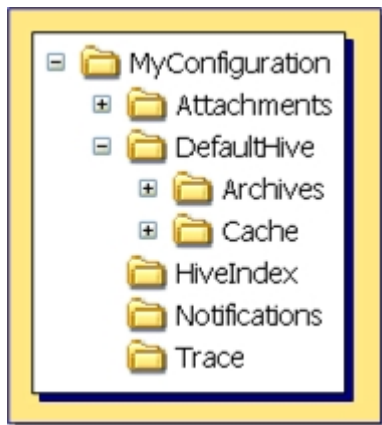 MyConfiguration
Attachments
DefaultHive
Archives
Cache
HiveIndex
Notifications
Trace